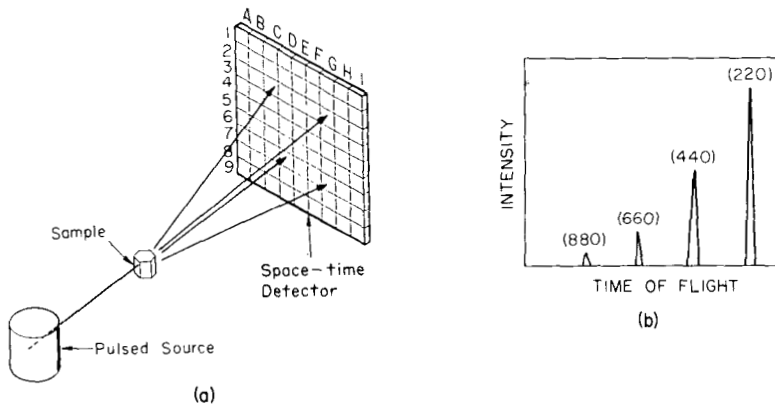 A B C D E F G H I
1
2
3
4
5
6
7
8
9
Sample
Space-time
Detector
Pulsed Source
(a)
(220)
(440)
(660)
(880)
INTENSITY
TIME OF FLIGHT
(b)